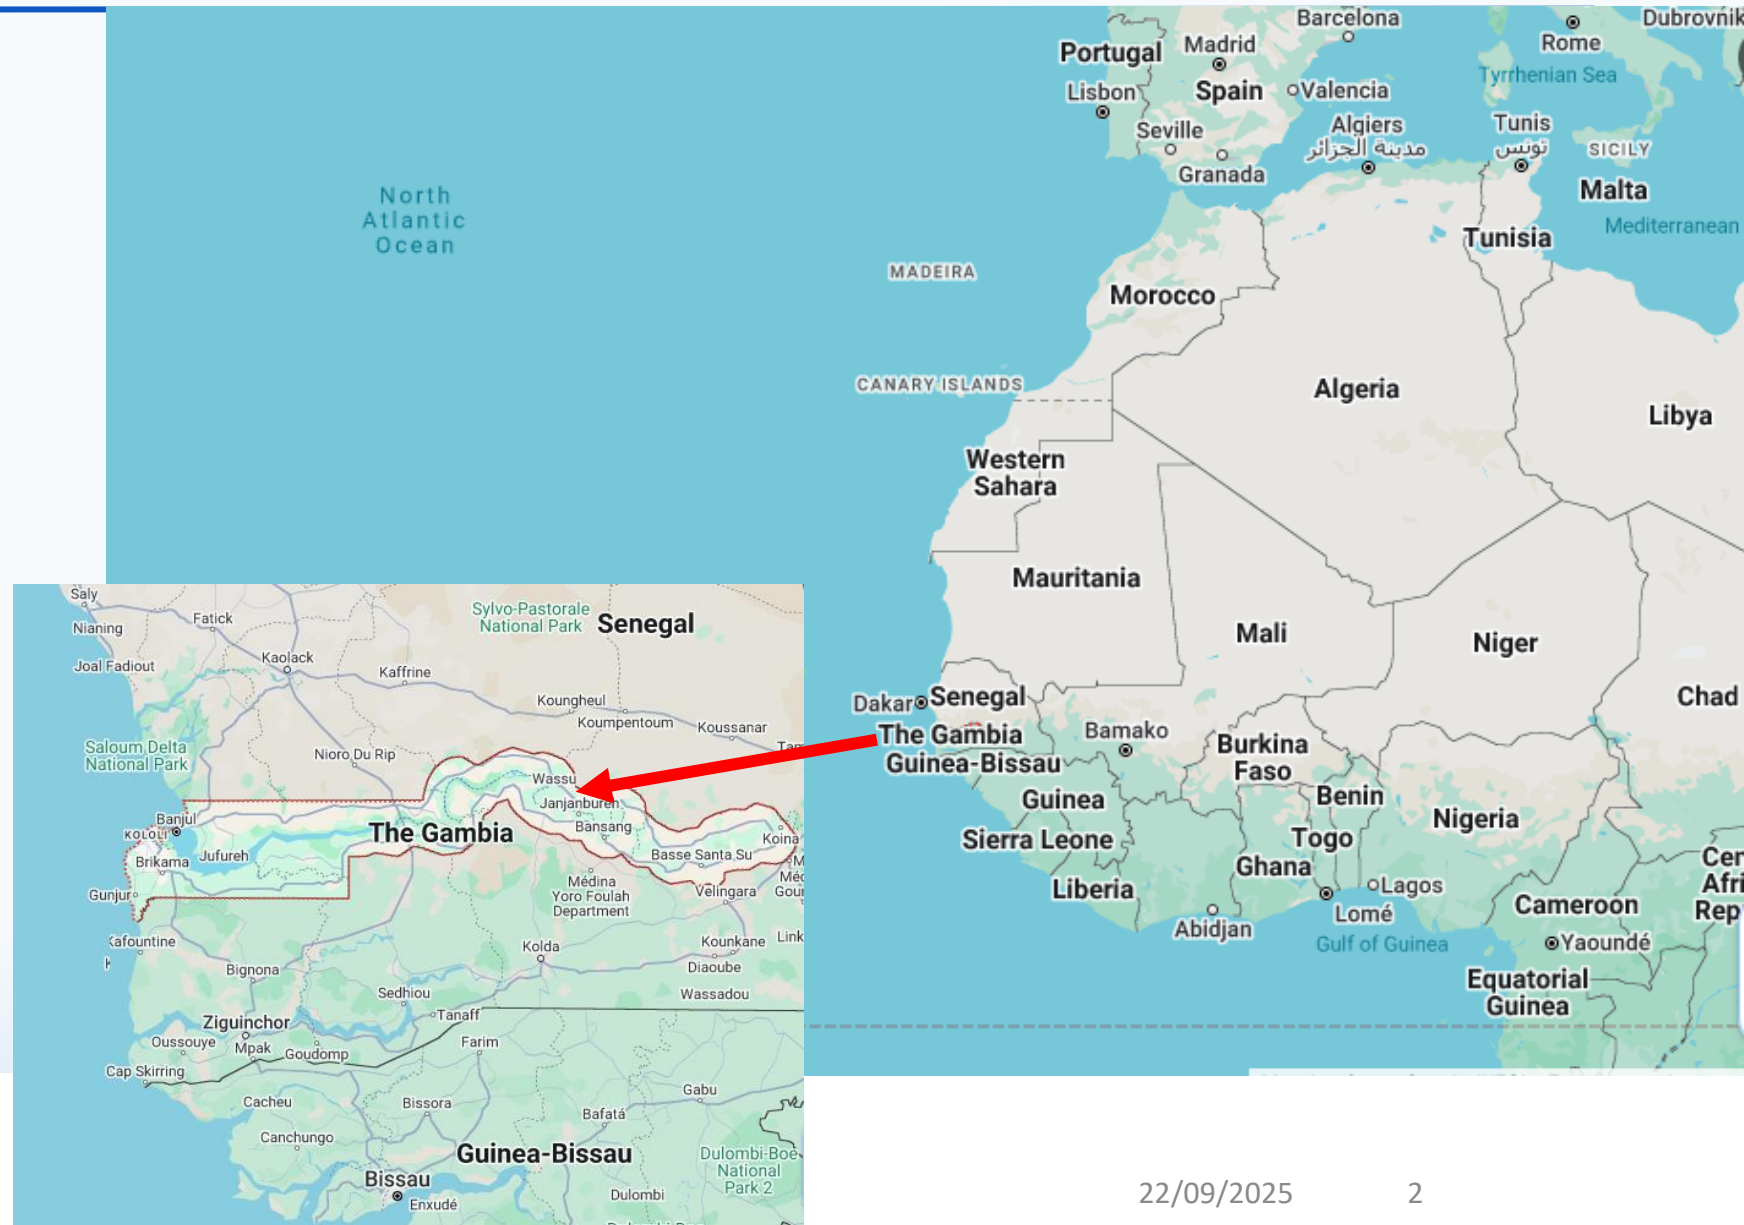 Barcelona
Dubrovnik
Portugal
Madrid
Rome
Tyrrhenian Sea
Lisbon
Spain
Valencia
Seville
Algiers
مدينة الجزائر
Tunis
تونس
SICILY
Granada
Malta
North
Atlantic
Ocean
Mediterranean
Tunisia
MADEIRA
Morocco
CANARY ISLANDS
Algeria
Libya
Western
Sahara
Mauritania
Mali
Niger
Chad
Dakar
Senegal
The Gambia
Guinea-Bissau
Bamako
Burkina
Faso
Guinea
Benin
Nigeria
Sierra Leone
Togo
Ghana
Liberia
Lagos
Lomé
Abidjan
Gulf of Guinea
Cameroon
Yaoundé
Equatorial
Guinea
Cen
Afri
Rep
Saly
Nianing
Fatick
Sylvo-Pastorale
National Park
Senegal
Joal Fadiout
Kaolack
Kaffrine
Koungheul
Koumpentoum
Koussanar
Saloum Delta
National Park
Nioro Du Rip
Wassu
Janjanbureh
Banjul
KOLOLI
The Gambia
Bansang
Koina
Brikama
Jufureh
Basse Santa Su
Gunjur
Médina
Yoro Foulah
Department
Velingara
Kafountine
Kolda
Kounkane
Link
Bignona
Diaoube
Sedhiou
Wassadou
Tanaff
Ziguinchor
Oussouye
Mpak
Goudomp
Farim
Cap Skirring
Cacheu
Bissora
Gabu
Bafatá
Canchungo
Guinea-Bissau
Dulombi-Boe
National
Park 2
Bissau
Enxudé
Dulombi
22/09/2025
2